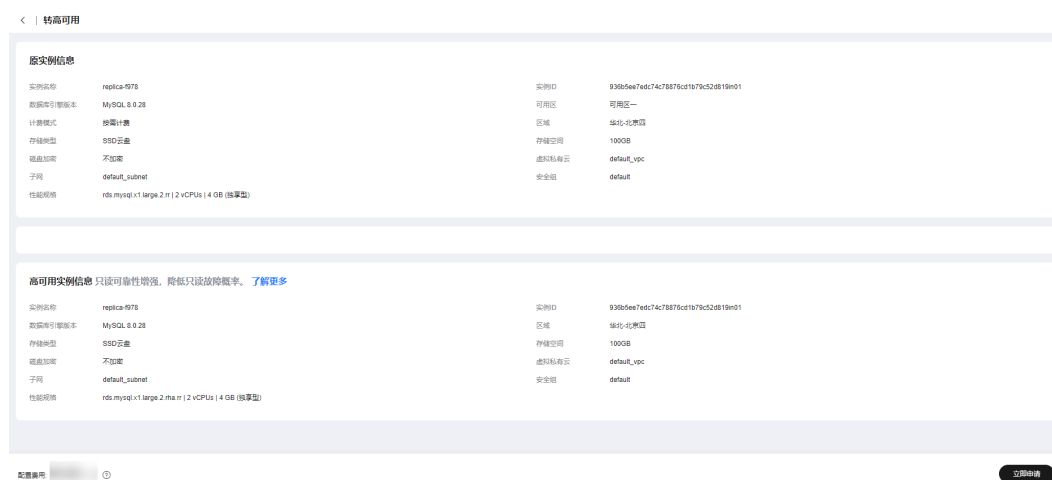 转高可用
原实例信息
实例名称 replica-f978 实例ID 936b5ee7edc74c78876cd1b79c52d819in01
数据库引擎版本 MySQL 8.0.28 可用区 可用区一
计费模式 按需计费 区域 华北-北京四
存储类型 SSD云盘 存储空间 100GB
磁盘加密 不加密 虚拟私有云 default_vpc
子网 default_subnet 安全组 default
性能规格 rds.mysql.x1.large.2.rr | 2 vCPUs | 4 GB (独享型)
高可用实例信息 只读可靠性增强，降低只读故障概率。 了解更多
实例名称 replica-f978 实例ID 936b5ee7edc74c78876cd1b79c52d819in01
数据库引擎版本 MySQL 8.0.28 区域 华北-北京四
存储类型 SSD云盘 存储空间 100GB
磁盘加密 不加密 虚拟私有云 default_vpc
子网 default_subnet 安全组 default
性能规格 rds.mysql.x1.large.2.rha.rr | 2 vCPUs | 4 GB (独享型)
配置费用: 立即申请